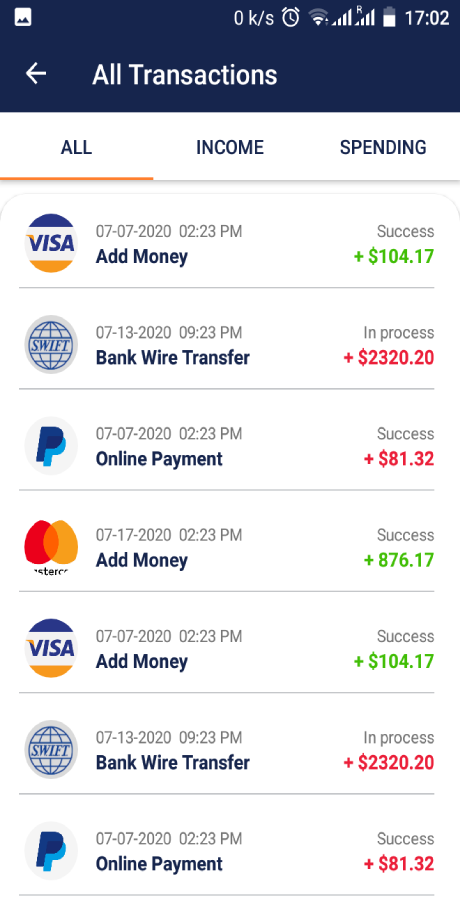 0 k/s R 17:02
All Transactions
ALL INCOME SPENDING
07-07-2020 02:23 PM Success
VISA Add Money + $104.17
07-13-2020 09:23 PM In process
SWIFT Bank Wire Transfer + $2320.20
07-07-2020 02:23 PM Success
Online Payment + $81.32
07-17-2020 02:23 PM Success
Add Money + 876.17
sterc
07-07-2020 02:23 PM Success
VISA Add Money + $104.17
07-13-2020 09:23 PM In process
SWIFT Bank Wire Transfer + $2320.20
07-07-2020 02:23 PM Success
Online Payment + $81.32